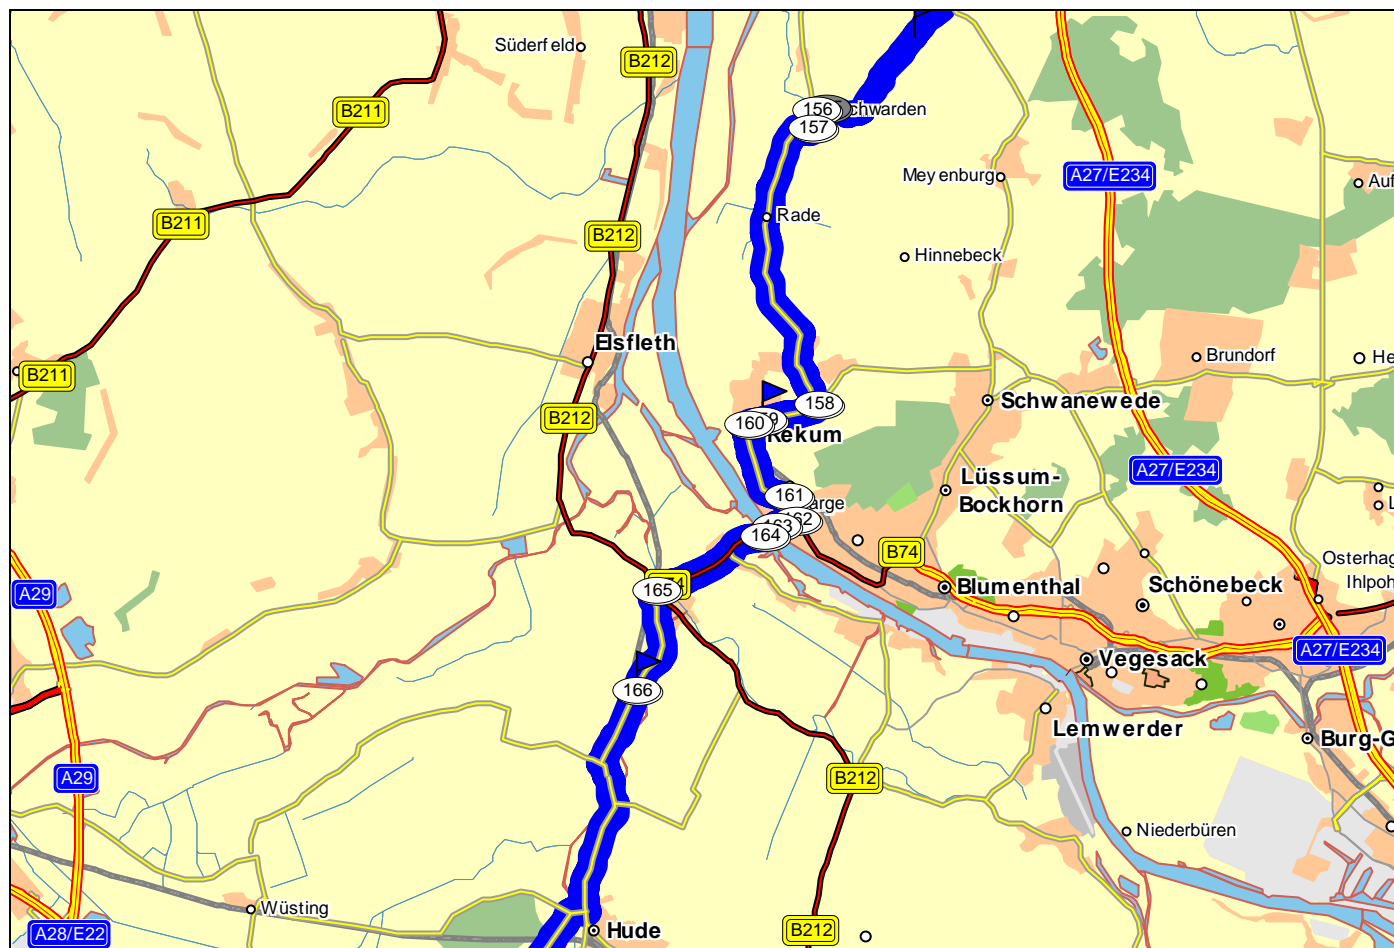 Süderfeld
B212
B211
156
chwarden
157
Meyenburg
A27/E234
Auf
B211
Rade
B212
Hinnebeck
Elsfleth
Brundorf
He
B211
158
Schwanewede
B212
160
Rekum
A27/E234
Lüssum-
Bockhorn
161
arge
162
163
164
B74
Osterhag
Ihlpoh
165
Blumenthal
Schönebeck
A29
A27/E234
Vegesack
166
Lemwerder
Burg-G
A29
B212
Niederbüren
Wüsting
Hude
B212
A28/E22